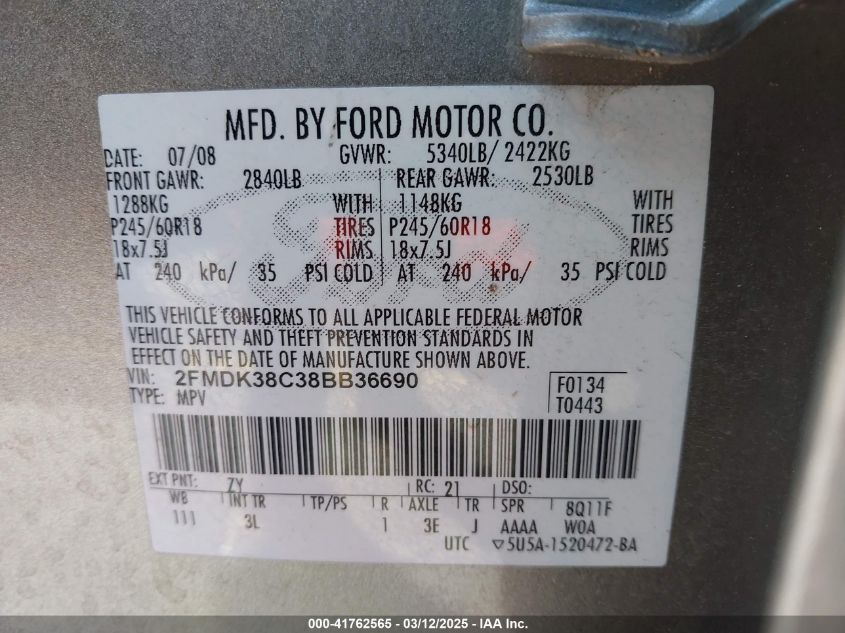 MFD. BY FORD MOTOR CO.
DATE: 07/08 GVWR: 5340LB/ 2422KG
FRONT GAWR: 2840LB REAR GAWR: 2530LB
1288KG WITH 1148KG WITH
P245/60R18 TIRES P245/60R18 TIRES
18x7.5J RIMS 18x7.5J RIMS
AT 240 kPa/ 35 PSI COLD AT 240 kPa/ 35 PSI COLD
THIS VEHICLE CONFORMS TO ALL APPLICABLE FEDERAL MOTOR
VEHICLE SAFETY AND THEFT PREVENTION STANDARDS IN
EFFECT ON THE DATE OF MANUFACTURE SHOWN ABOVE.
VIN: 2FMDK38C38BB36690 F0134
TYPE: MPV T0443
EXT PNT: ZY RC: 21 DSO:
WB INT TR TP/PS R AXLE TR SPR 8Q11F
111 3L 1 3E J AAAA W0A
UTC ▽5U5A-1520472-BA
000-41762565 - 03/12/2025 - IAA Inc.